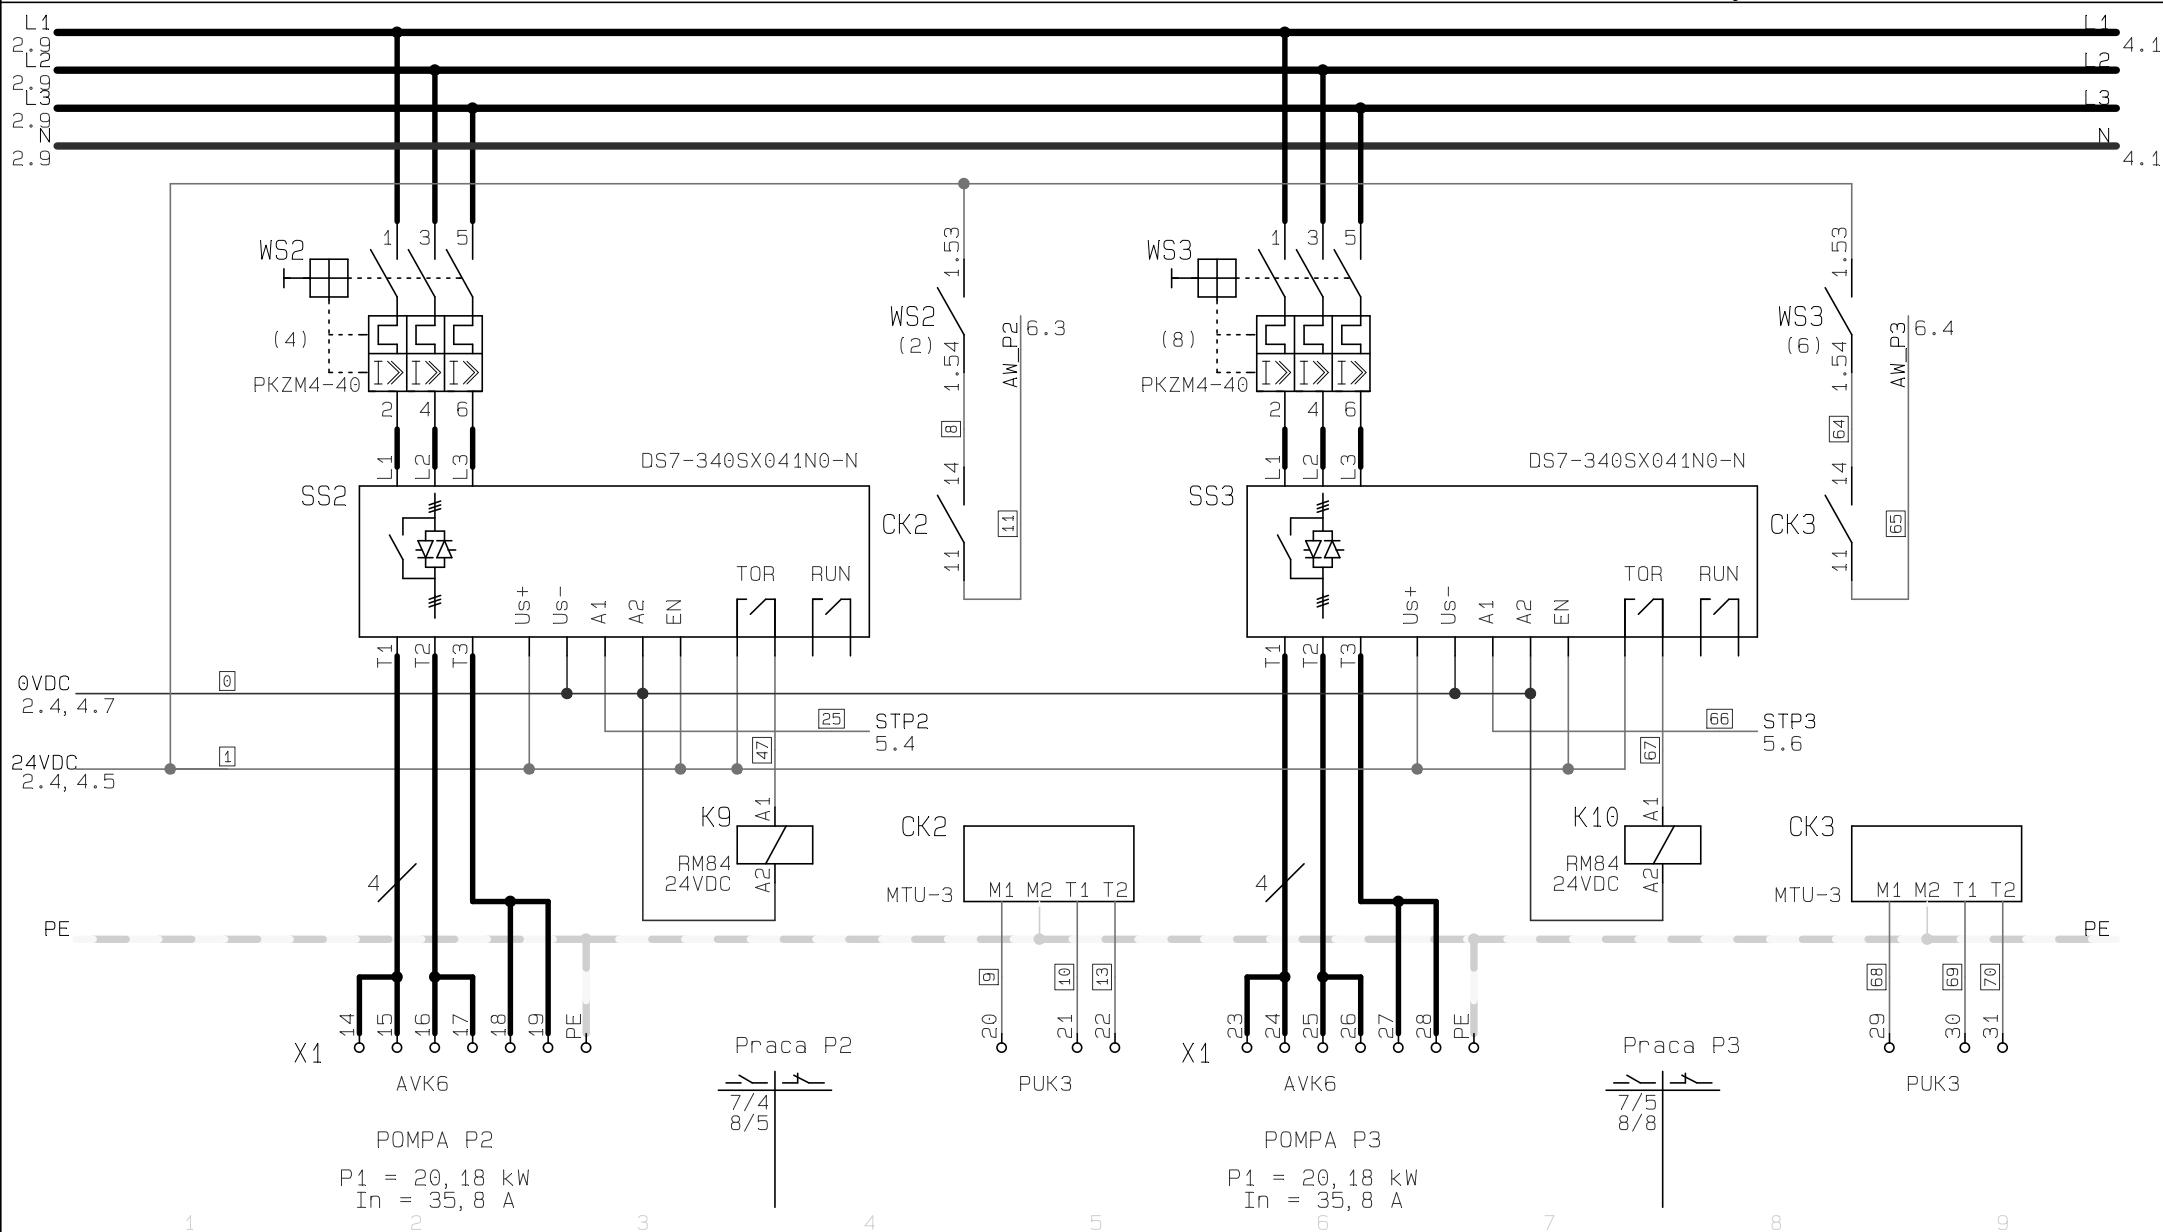 L1
2.9
L2
2.9
L3
2.9
N
2.9
L1
4.1
L2
L3
N
4.1
WS2
1 3 5
(4)
PKZM4-40
2 4 6
L1 L2 L3
DS7-340SX041N0-N
SS2
TOR RUN
Us+ Us- A1 A2 EN
T1 T2 T3
1.53
WS2
(2)
1.54
8
14
CK2
11
AW_P2
6.3
11
WS3
1 3 5
(8)
PKZM4-40
2 4 6
L1 L2 L3
DS7-340SX041N0-N
SS3
TOR RUN
Us+ Us- A1 A2 EN
T1 T2 T3
1.53
WS3
(6)
1.54
64
14
CK3
11
AW_P3
6.4
65
0VDC
2.4,4.7
0
24VDC
2.4,4.5
1
25
STP2
5.4
47
66
STP3
5.6
67
K9
A1
RM84
24VDC
A2
4
CK2
MTU-3
M1 M2 T1 T2
K10
A1
RM84
24VDC
A2
4
CK3
MTU-3
M1 M2 T1 T2
PE
PE
9 10 13
68 69 70
X1
14 15 16 17 18 19 PE
AVK6
POMPA P2
P1 = 20,18 kW
In = 35,8 A
Praca P2
7/4
8/5
20 21 22
PUK3
X1
23 24 25 26 27 28 PE
AVK6
POMPA P3
P1 = 20,18 kW
In = 35,8 A
Praca P3
7/5
8/8
29 30 31
PUK3
1 2 3 4 5 6 7 8 9